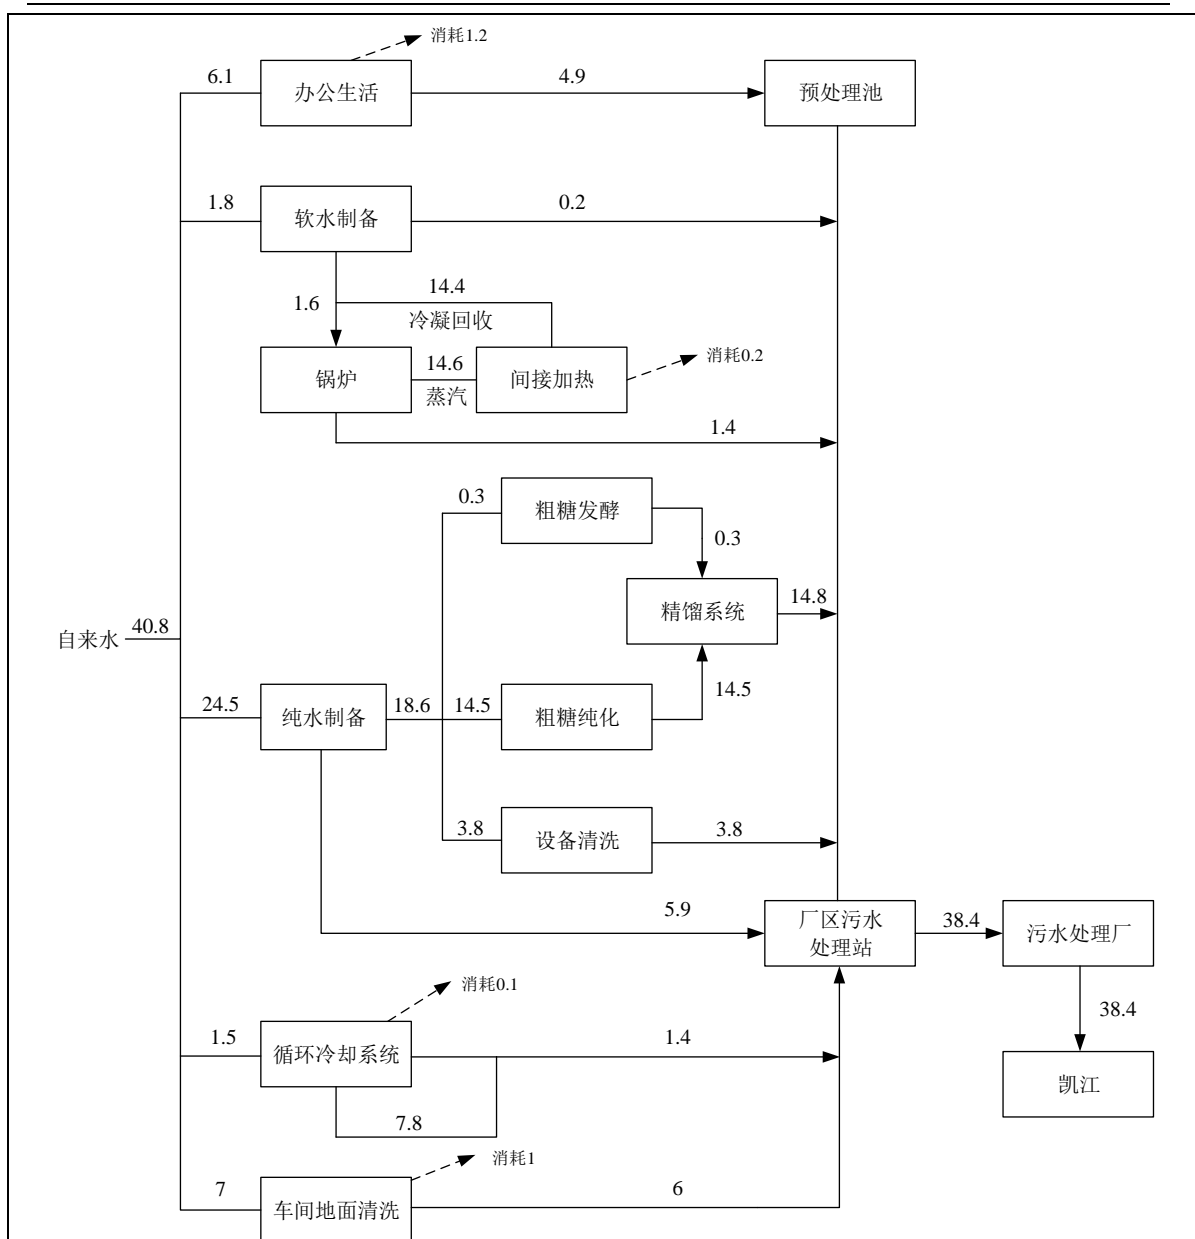 消耗1.2
6.1
办公生活
4.9
预处理池
1.8
软水制备
0.2
1.6
14.4
冷凝回收
锅炉
14.6
蒸汽
间接加热
消耗0.2
1.4
0.3
粗糖发酵
0.3
精馏系统
14.8
自来水
40.8
24.5
纯水制备
18.6
14.5
粗糖纯化
14.5
3.8
设备清洗
3.8
5.9
厂区污水
处理站
38.4
污水处理厂
38.4
凯江
消耗0.1
1.5
循环冷却系统
1.4
7.8
消耗1
7
车间地面清洗
6